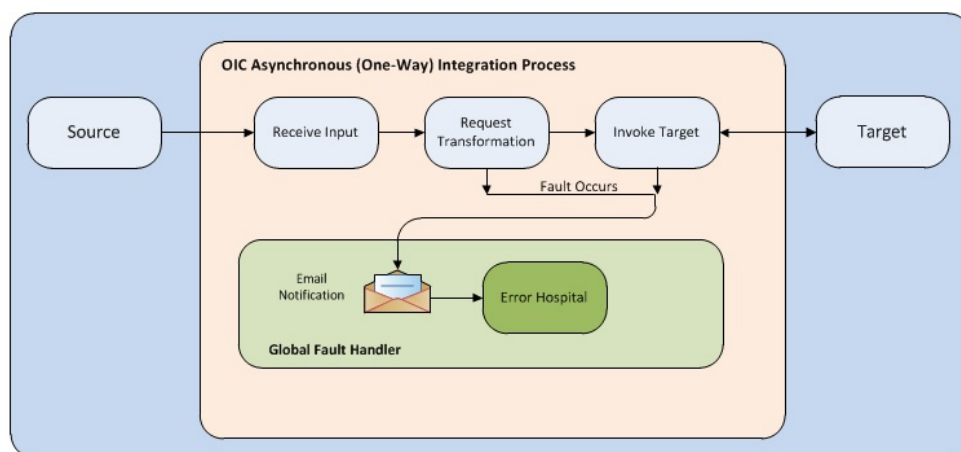 OIC Asynchronous (One-Way) Integration Process
Source
Receive Input
Request
Transformation
Invoke Target
Target
Fault Occurs
Email
Notification
Error Hospital
Global Fault Handler